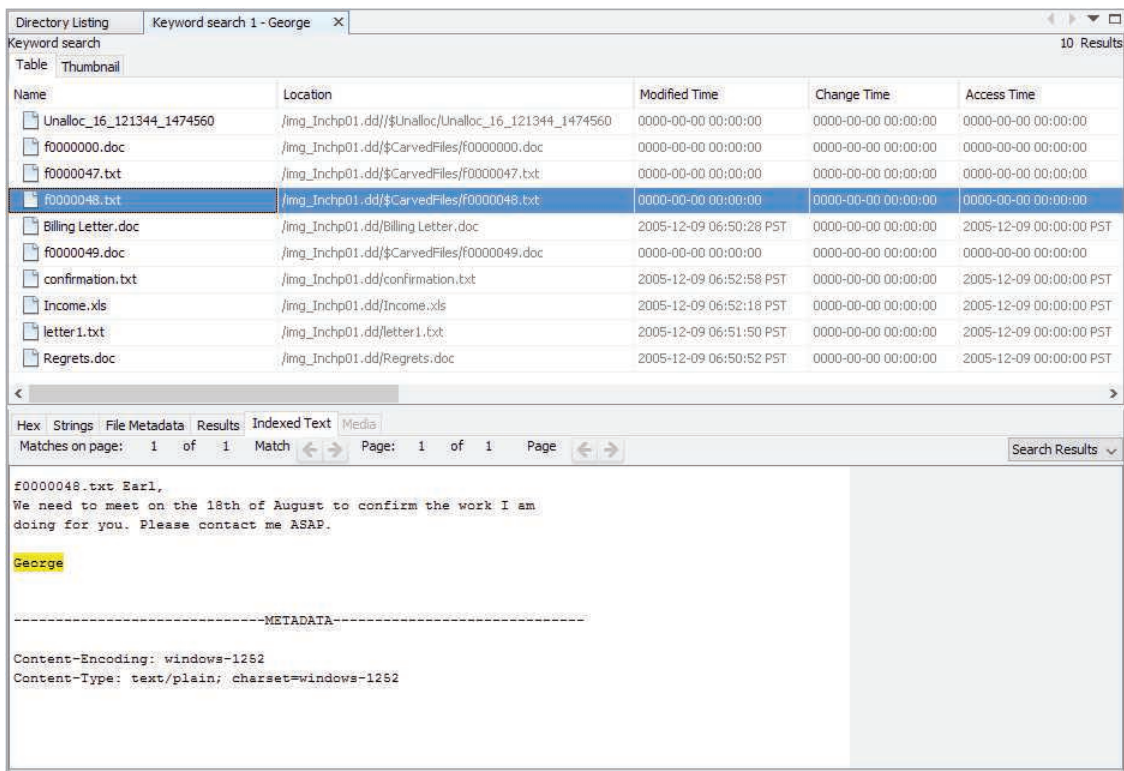 Directory Listing Keyword search 1 - George X
Keyword search 10 Results
Table Thumbnail
Name Location Modified Time Change Time Access Time
Unalloc_16_121344_1474560 /img_Inchp01.dd//$Unalloc/Unalloc_16_121344_1474560 0000-00-00 00:00:00 0000-00-00 00:00:00 0000-00-00 00:00:00
f0000000.doc /img_Inchp01.dd/$CarvedFiles/f0000000.doc 0000-00-00 00:00:00 0000-00-00 00:00:00 0000-00-00 00:00:00
f0000047.txt /img_Inchp01.dd/$CarvedFiles/f0000047.txt 0000-00-00 00:00:00 0000-00-00 00:00:00 0000-00-00 00:00:00
f0000048.txt /img_Inchp01.dd/$CarvedFiles/f0000048.txt 0000-00-00 00:00:00 0000-00-00 00:00:00 0000-00-00 00:00:00
Billing Letter.doc /img_Inchp01.dd/Billing Letter.doc 2005-12-09 06:50:28 PST 0000-00-00 00:00:00 2005-12-09 00:00:00 PST
f0000049.doc /img_Inchp01.dd/$CarvedFiles/f0000049.doc 0000-00-00 00:00:00 0000-00-00 00:00:00 0000-00-00 00:00:00
confirmation.txt /img_Inchp01.dd/confirmation.txt 2005-12-09 06:52:58 PST 0000-00-00 00:00:00 2005-12-09 00:00:00 PST
Income.xls /img_Inchp01.dd/Income.xls 2005-12-09 06:52:18 PST 0000-00-00 00:00:00 2005-12-09 00:00:00 PST
letter1.txt /img_Inchp01.dd/letter1.txt 2005-12-09 06:51:50 PST 0000-00-00 00:00:00 2005-12-09 00:00:00 PST
Regrets.doc /img_Inchp01.dd/Regrets.doc 2005-12-09 06:50:52 PST 0000-00-00 00:00:00 2005-12-09 00:00:00 PST
Hex Strings File Metadata Results Indexed Text Media
Matches on page: 1 of 1 Match Page: 1 of 1 Page Search Results
f0000048.txt Earl,
We need to meet on the 18th of August to confirm the work I am
doing for you. Please contact me ASAP.
George
------------------------------METADATA------------------------------
Content-Encoding: windows-1252
Content-Type: text/plain; charset=windows-1252